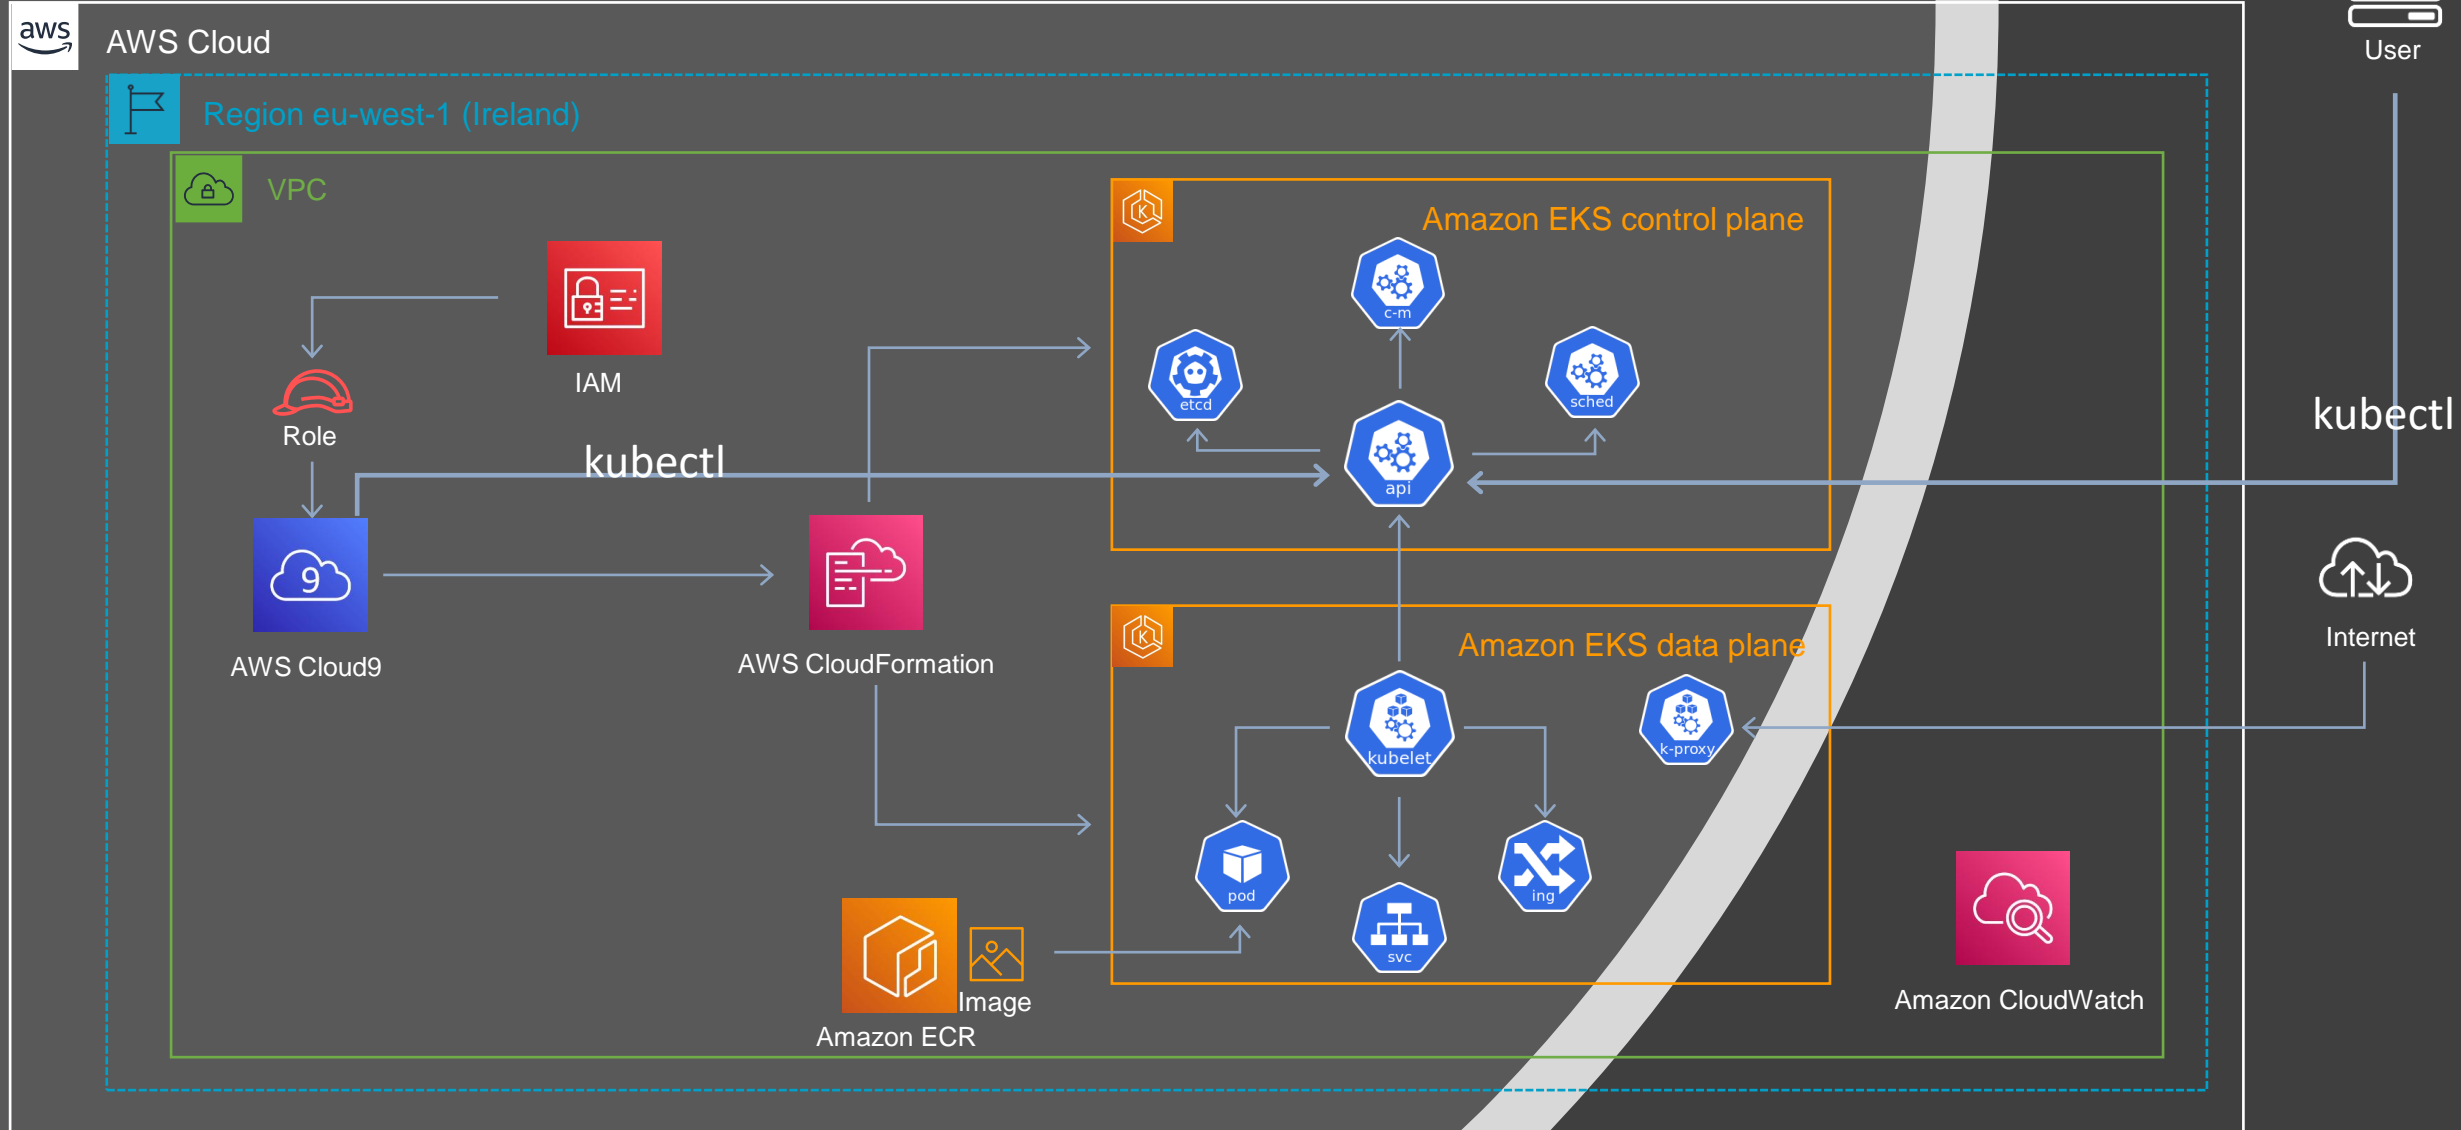 aws
AWS Cloud
User
Region eu-west-1 (Ireland)
VPC
Amazon EKS control plane
c-m
IAM
etcd
sched
kubectl
Role
kubectl
api
9
Internet
Amazon EKS data plane
AWS CloudFormation
AWS Cloud9
kubelet
k-proxy
pod
ing
svc
Image
Amazon CloudWatch
Amazon ECR
K
K